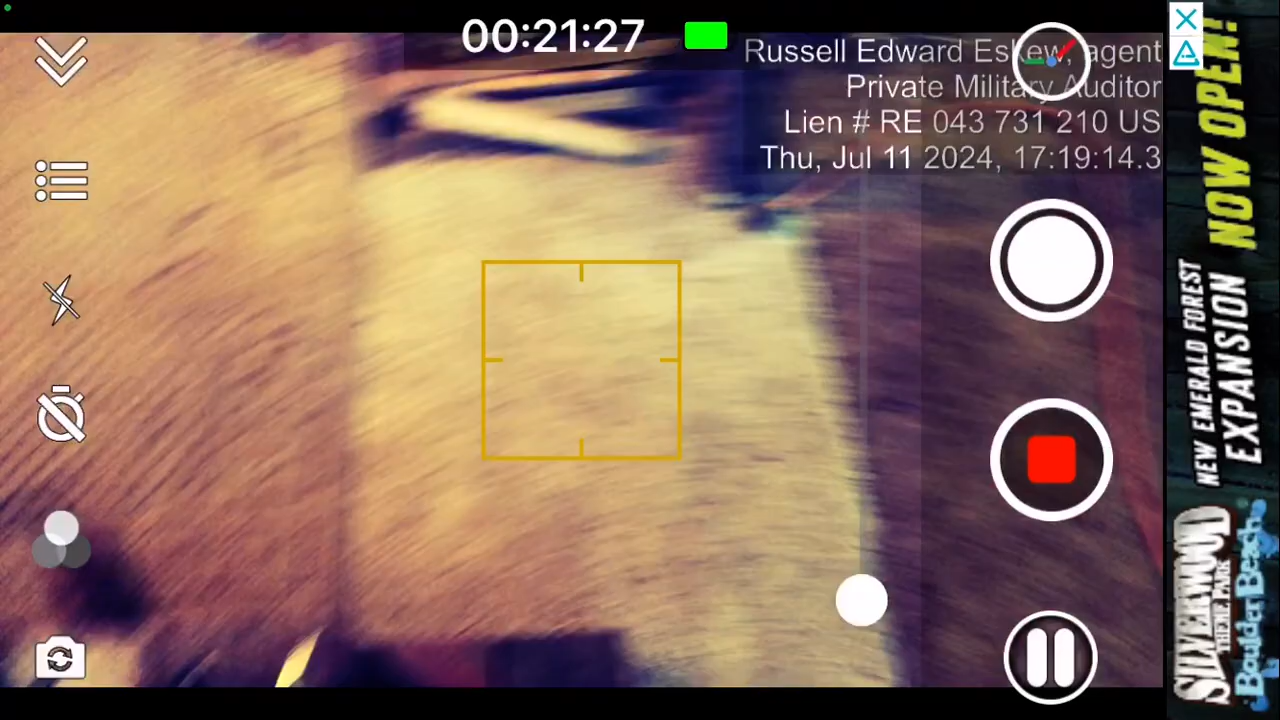 00:21:27
Russell Edward Eskew, agent
Private Military Auditor
Lien # RE 043 731 210 US
Thu, Jul 11 2024, 17:19:14.3
NOW OPEN!
NEW EMERALD FOREST
EXPANSION
SILVERWOOD
THEME PARK
Boulder Beach